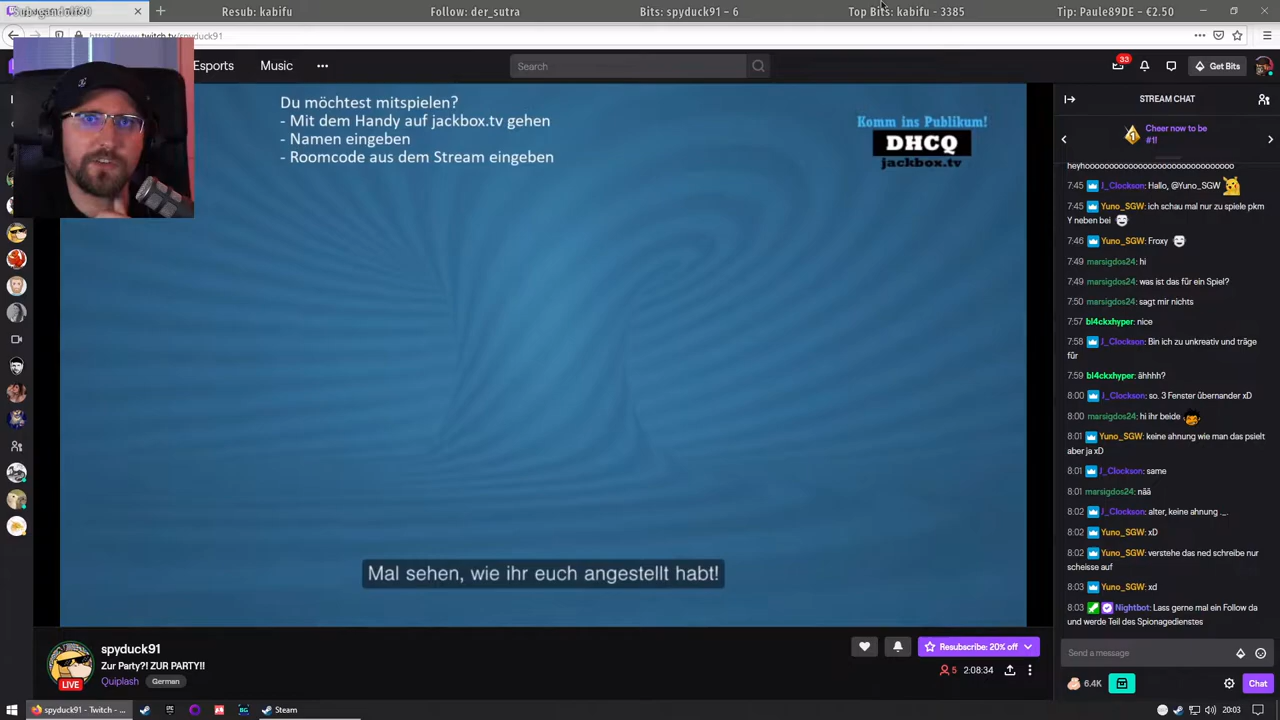 Resub: kabifu
Follow: der_sutra
Bits: spyduck91 - 6
Top Bits: kabifu - 3385
Tip: Paule89DE - €2.50
https://www.twitch.tv/spyduck91
Esports
Music
Search
33
Get Bits
Du möchtest mitspielen?
- Mit dem Handy auf jackbox.tv gehen
- Namen eingeben
- Roomcode aus dem Stream eingeben
Komm ins Publikum!
DHCQ
jackbox.tv
Mal sehen, wie ihr euch angestellt habt!
STREAM CHAT
Cheer now to be
#1!
7:45 J_Clockson: Hallo, @Yuno_SGW
7:45 Yuno_SGW: ich schau mal nur zu spiele pkm
Y neben bei
7:46 Yuno_SGW: Froxy
7:49 marsigdos24: hi
7:49 marsigdos24: was ist das für ein Spiel?
7:50 marsigdos24: sagt mir nichts
7:57 bl4ckxhyper: nice
7:58 J_Clockson: Bin ich zu unkreativ und träge
für
7:59 bl4ckxhyper: ähhhh?
8:00 J_Clockson: so. 3 Fenster übernander xD
8:00 marsigdos24: hi ihr beide
8:01 Yuno_SGW: keine ahnung wie man das psielt
aber ja xD
8:01 J_Clockson: same
8:01 marsigdos24: nää
8:02 J_Clockson: alter, keine ahnung ._.
8:02 Yuno_SGW: xD
8:02 Yuno_SGW: verstehe das ned schreibe nur
scheisse auf
8:03 Yuno_SGW: xd
8:03 Nightbot: Lass gerne mal ein Follow da
und werde Teil des Spionagedienstes
Send a message
6.4K
Chat
LIVE
spyduck91
Zur Party?! ZUR PARTY!!
Quiplash
German
Resubscribe: 20% off
5
2:08:34
spyduck91 - Twitch - ...
Steam
20:03